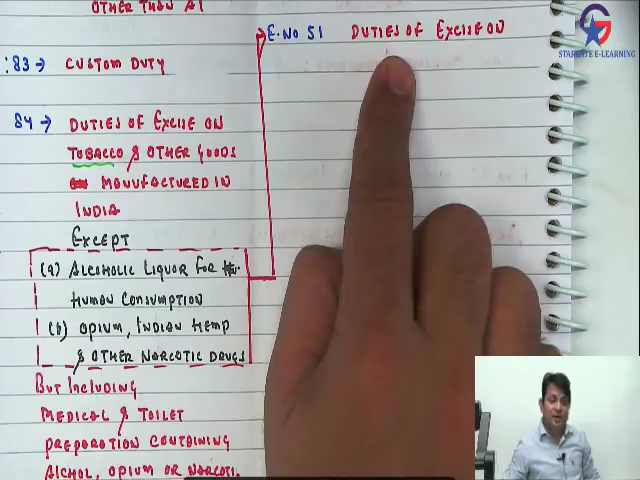 OTHER THAN AI
:83 → CUSTOM DUTY
84 → DUTIES OF EXCISE ON
TOBACCO & OTHER GOODS
MANUFACTURED IN
INDIA
EXCEPT
(a) ALCOHOLIC LIQUOR FOR
HUMAN CONSUMPTION
(b) OPIUM, INDIAN HEMP
& OTHER NARCOTIC DRUGS
BUT INCLUDING
MEDICAL & TOILET
PREPARATION CONTAINING
ALCHOL, OPIUM OR NARCOTI.
E.NO 51 DUTIES OF EXCISE ON
STARGATE E-LEARNING